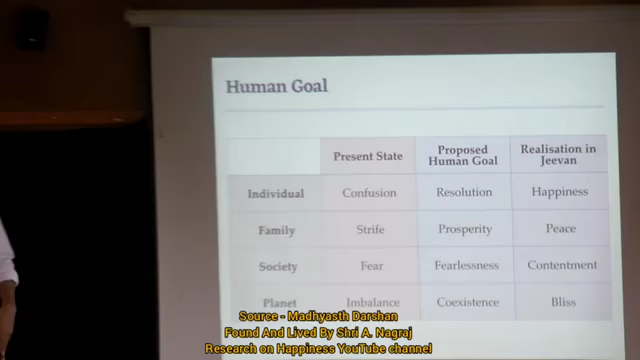 Human Goal
Present State
Proposed
Human Goal
Realisation in
Jeevan
Individual Confusion Resolution Happiness
Family Strife Prosperity Peace
Society Fear Fearlessness Contentment
Planet Imbalance Coexistence Bliss
Source - Madhyasth Darshan
Found And Lived By Shri A. Nagraj
Research on Happiness YouTube channel